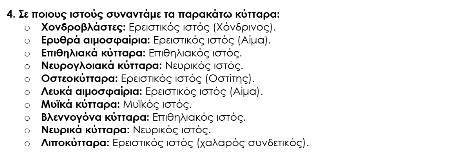 4. Σε ποιους ιστούς συναντάμε τα παρακάτω κύτταρα:
o Χονδροβλάστες: Ερειστικός ιστός (Χόνδρινος).
o Ερυθρά αιμοσφαίρια: Ερειστικός ιστός (Αίμα).
o Επιθηλιακά κύτταρα: Επιθηλιακός ιστός.
o Νευρογλοιακά κύτταρα: Νευρικός ιστός.
o Οστεοκύτταρα: Ερειστικός ιστός (Οστίτης).
o Λευκά αιμοσφαίρια: Ερειστικός ιστός (Αίμα).
o Μυϊκά κύτταρα: Μυϊκός ιστός.
o Βλεννογόνα κύτταρα: Επιθηλιακός ιστός.
o Νευρικά κύτταρα: Νευρικός ιστός.
o Λιποκύτταρα: Ερειστικός ιστός (χαλαρός συνδετικός).